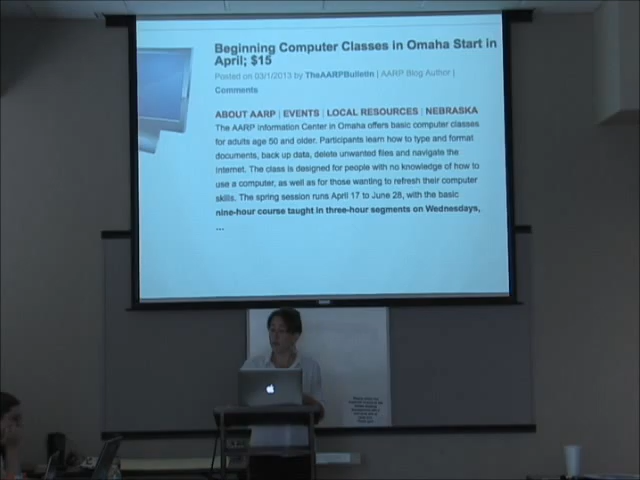 Beginning Computer Classes in Omaha Start in
April; $15
Posted on 03/1/2013 by TheAARPBulletin | AARP Blog Author |
Comments
ABOUT AARP | EVENTS | LOCAL RESOURCES | NEBRASKA
The AARP Information Center in Omaha offers basic computer classes
for adults age 50 and older. Participants learn how to type and format
documents, back up data, delete unwanted files and navigate the
Internet. The class is designed for people with no knowledge of how to
use a computer, as well as for those wanting to refresh their computer
skills. The spring session runs April 17 to June 28, with the basic
nine-hour course taught in three-hour segments on Wednesdays,
...